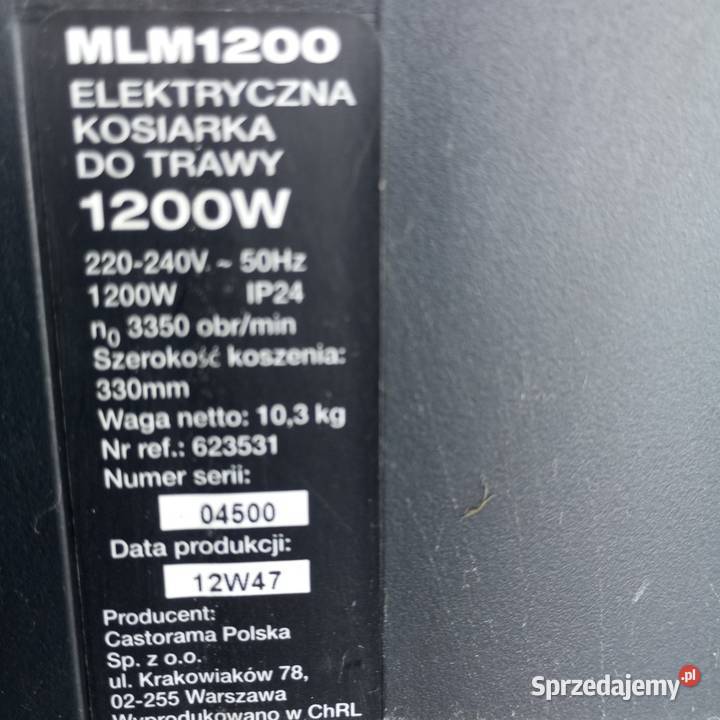 MLM1200
ELEKTRYCZNA
KOSIARKA
DO TRAWY
1200W
220-240V ~ 50Hz
1200W IP24
n0 3350 obr/min
Szerokość koszenia:
330mm
Waga netto: 10,3 kg
Nr ref.: 623531
Numer serii:
04500
Data produkcji:
12W47
Producent:
Castorama Polska
Sp. z o.o.
ul. Krakowiaków 78,
02-255 Warszawa
Wyprodukowano w ChRL
Sprzedajemy.pl